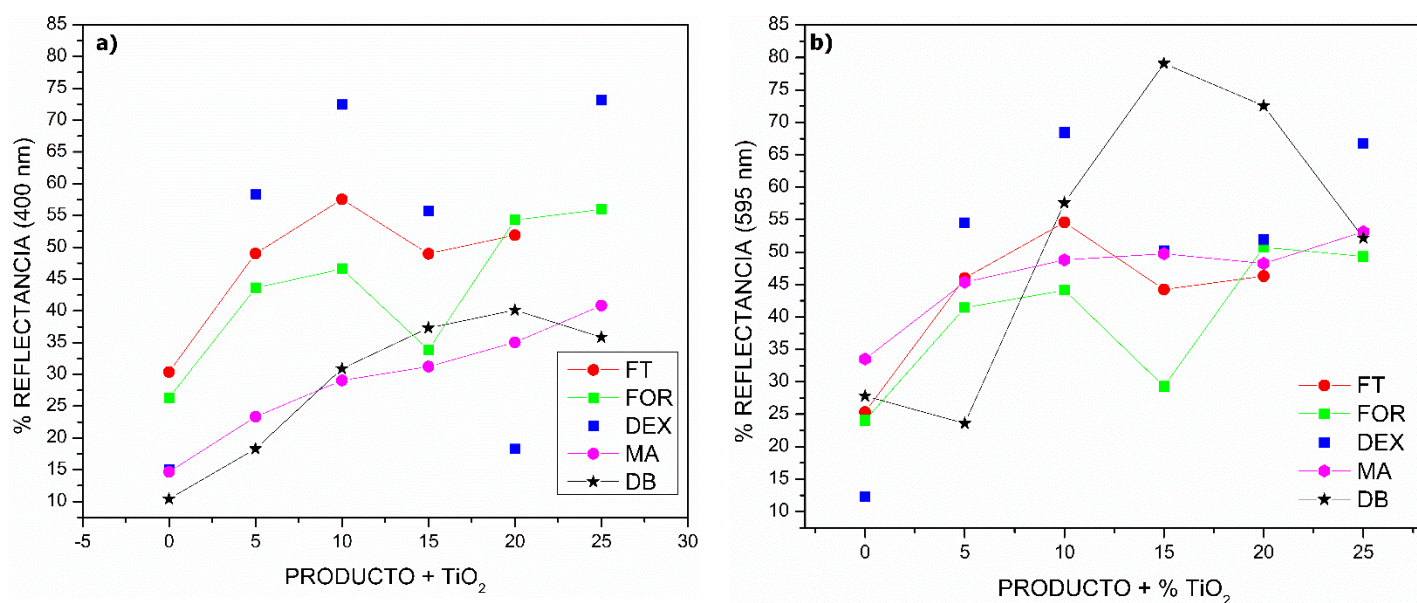 a)
% REFLECTANCIA (400 nm)
85
80
75
70
65
60
55
50
45
40
35
30
25
20
15
10
-5 0 5 10 15 20 25 30
PRODUCTO + TiO₂
FT
FOR
DEX
MA
DB
b)
% REFLECTANCIA (595 nm)
85
80
75
70
65
60
55
50
45
40
35
30
25
20
15
10
0 5 10 15 20 25
PRODUCTO + % TiO₂
FT
FOR
DEX
MA
DB